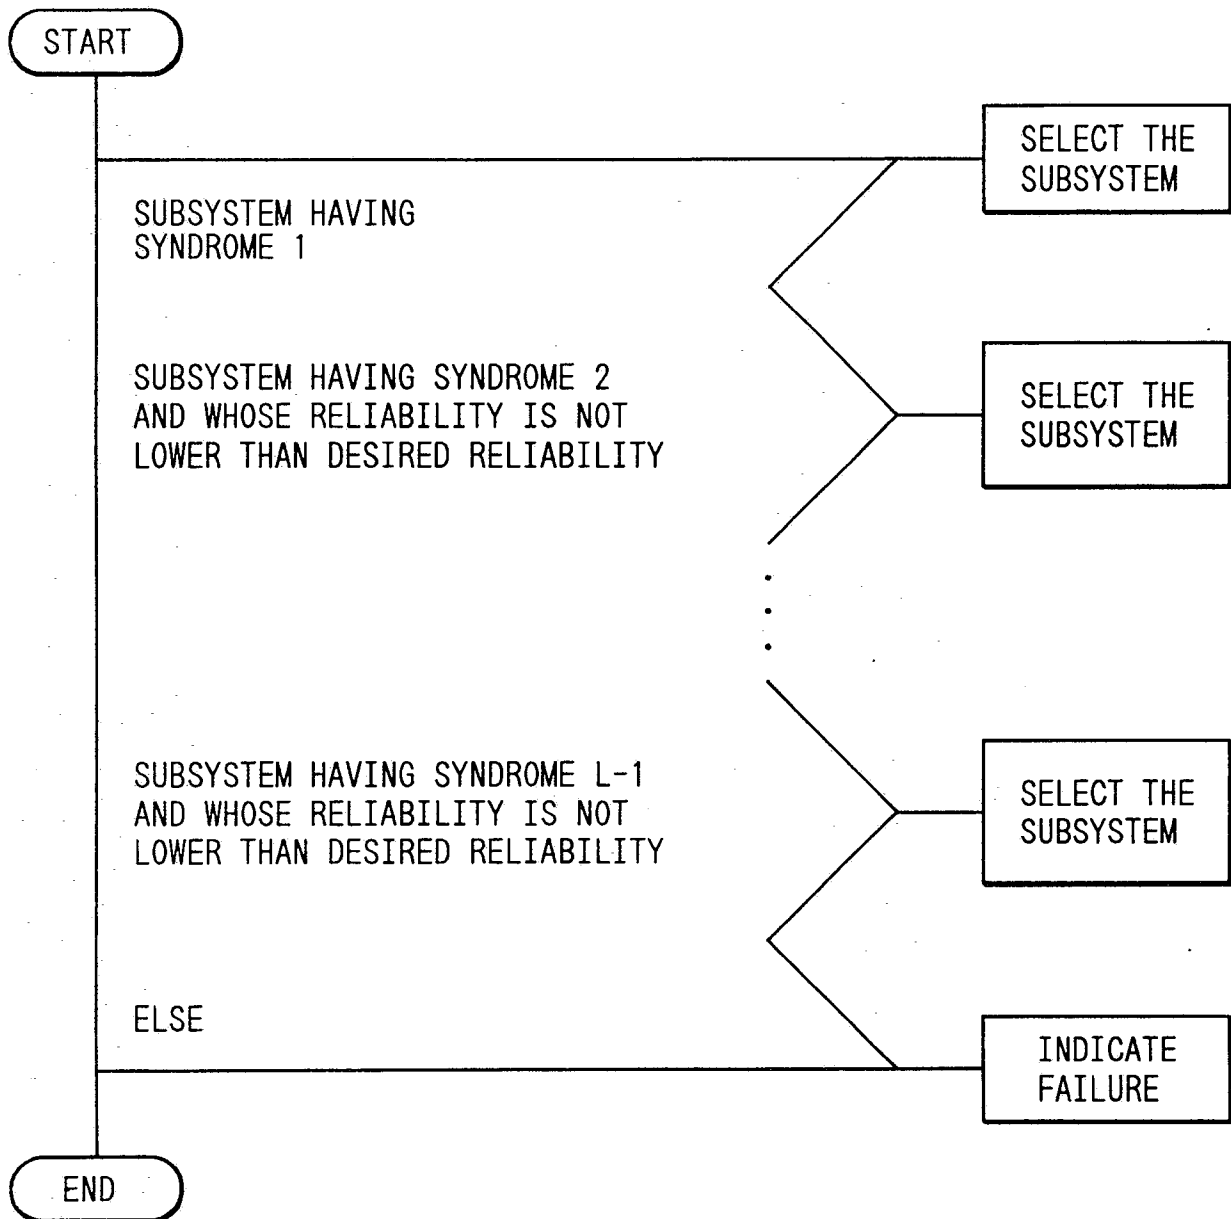 START
SELECT THE
SUBSYSTEM
SUBSYSTEM HAVING
SYNDROME 1
SUBSYSTEM HAVING SYNDROME 2
AND WHOSE RELIABILITY IS NOT
LOWER THAN DESIRED RELIABILITY
SELECT THE
SUBSYSTEM
SUBSYSTEM HAVING SYNDROME L-1
AND WHOSE RELIABILITY IS NOT
LOWER THAN DESIRED RELIABILITY
SELECT THE
SUBSYSTEM
ELSE
INDICATE
FAILURE
END